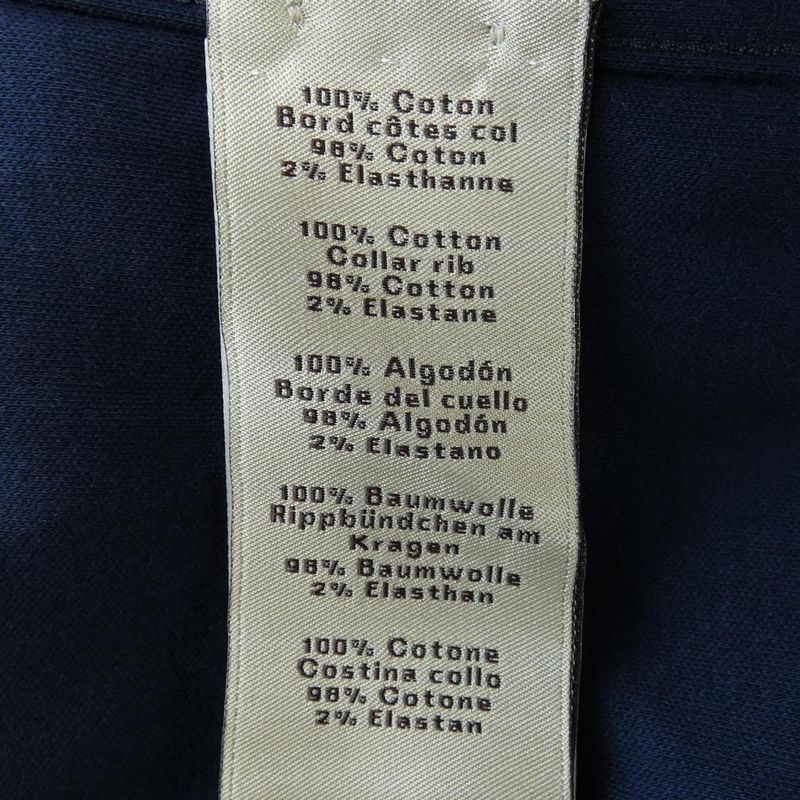 100% Coton
Bord côtes col
98% Coton
2% Elasthanne
100% Cotton
Collar rib
98% Cotton
2% Elastane
100% Algodón
Borde del cuello
98% Algodón
2% Elastano
100% Baumwolle
Rippbündchen am
Kragen
98% Baumwolle
2% Elasthan
100% Cotone
Costina collo
98% Cotone
2% Elastan